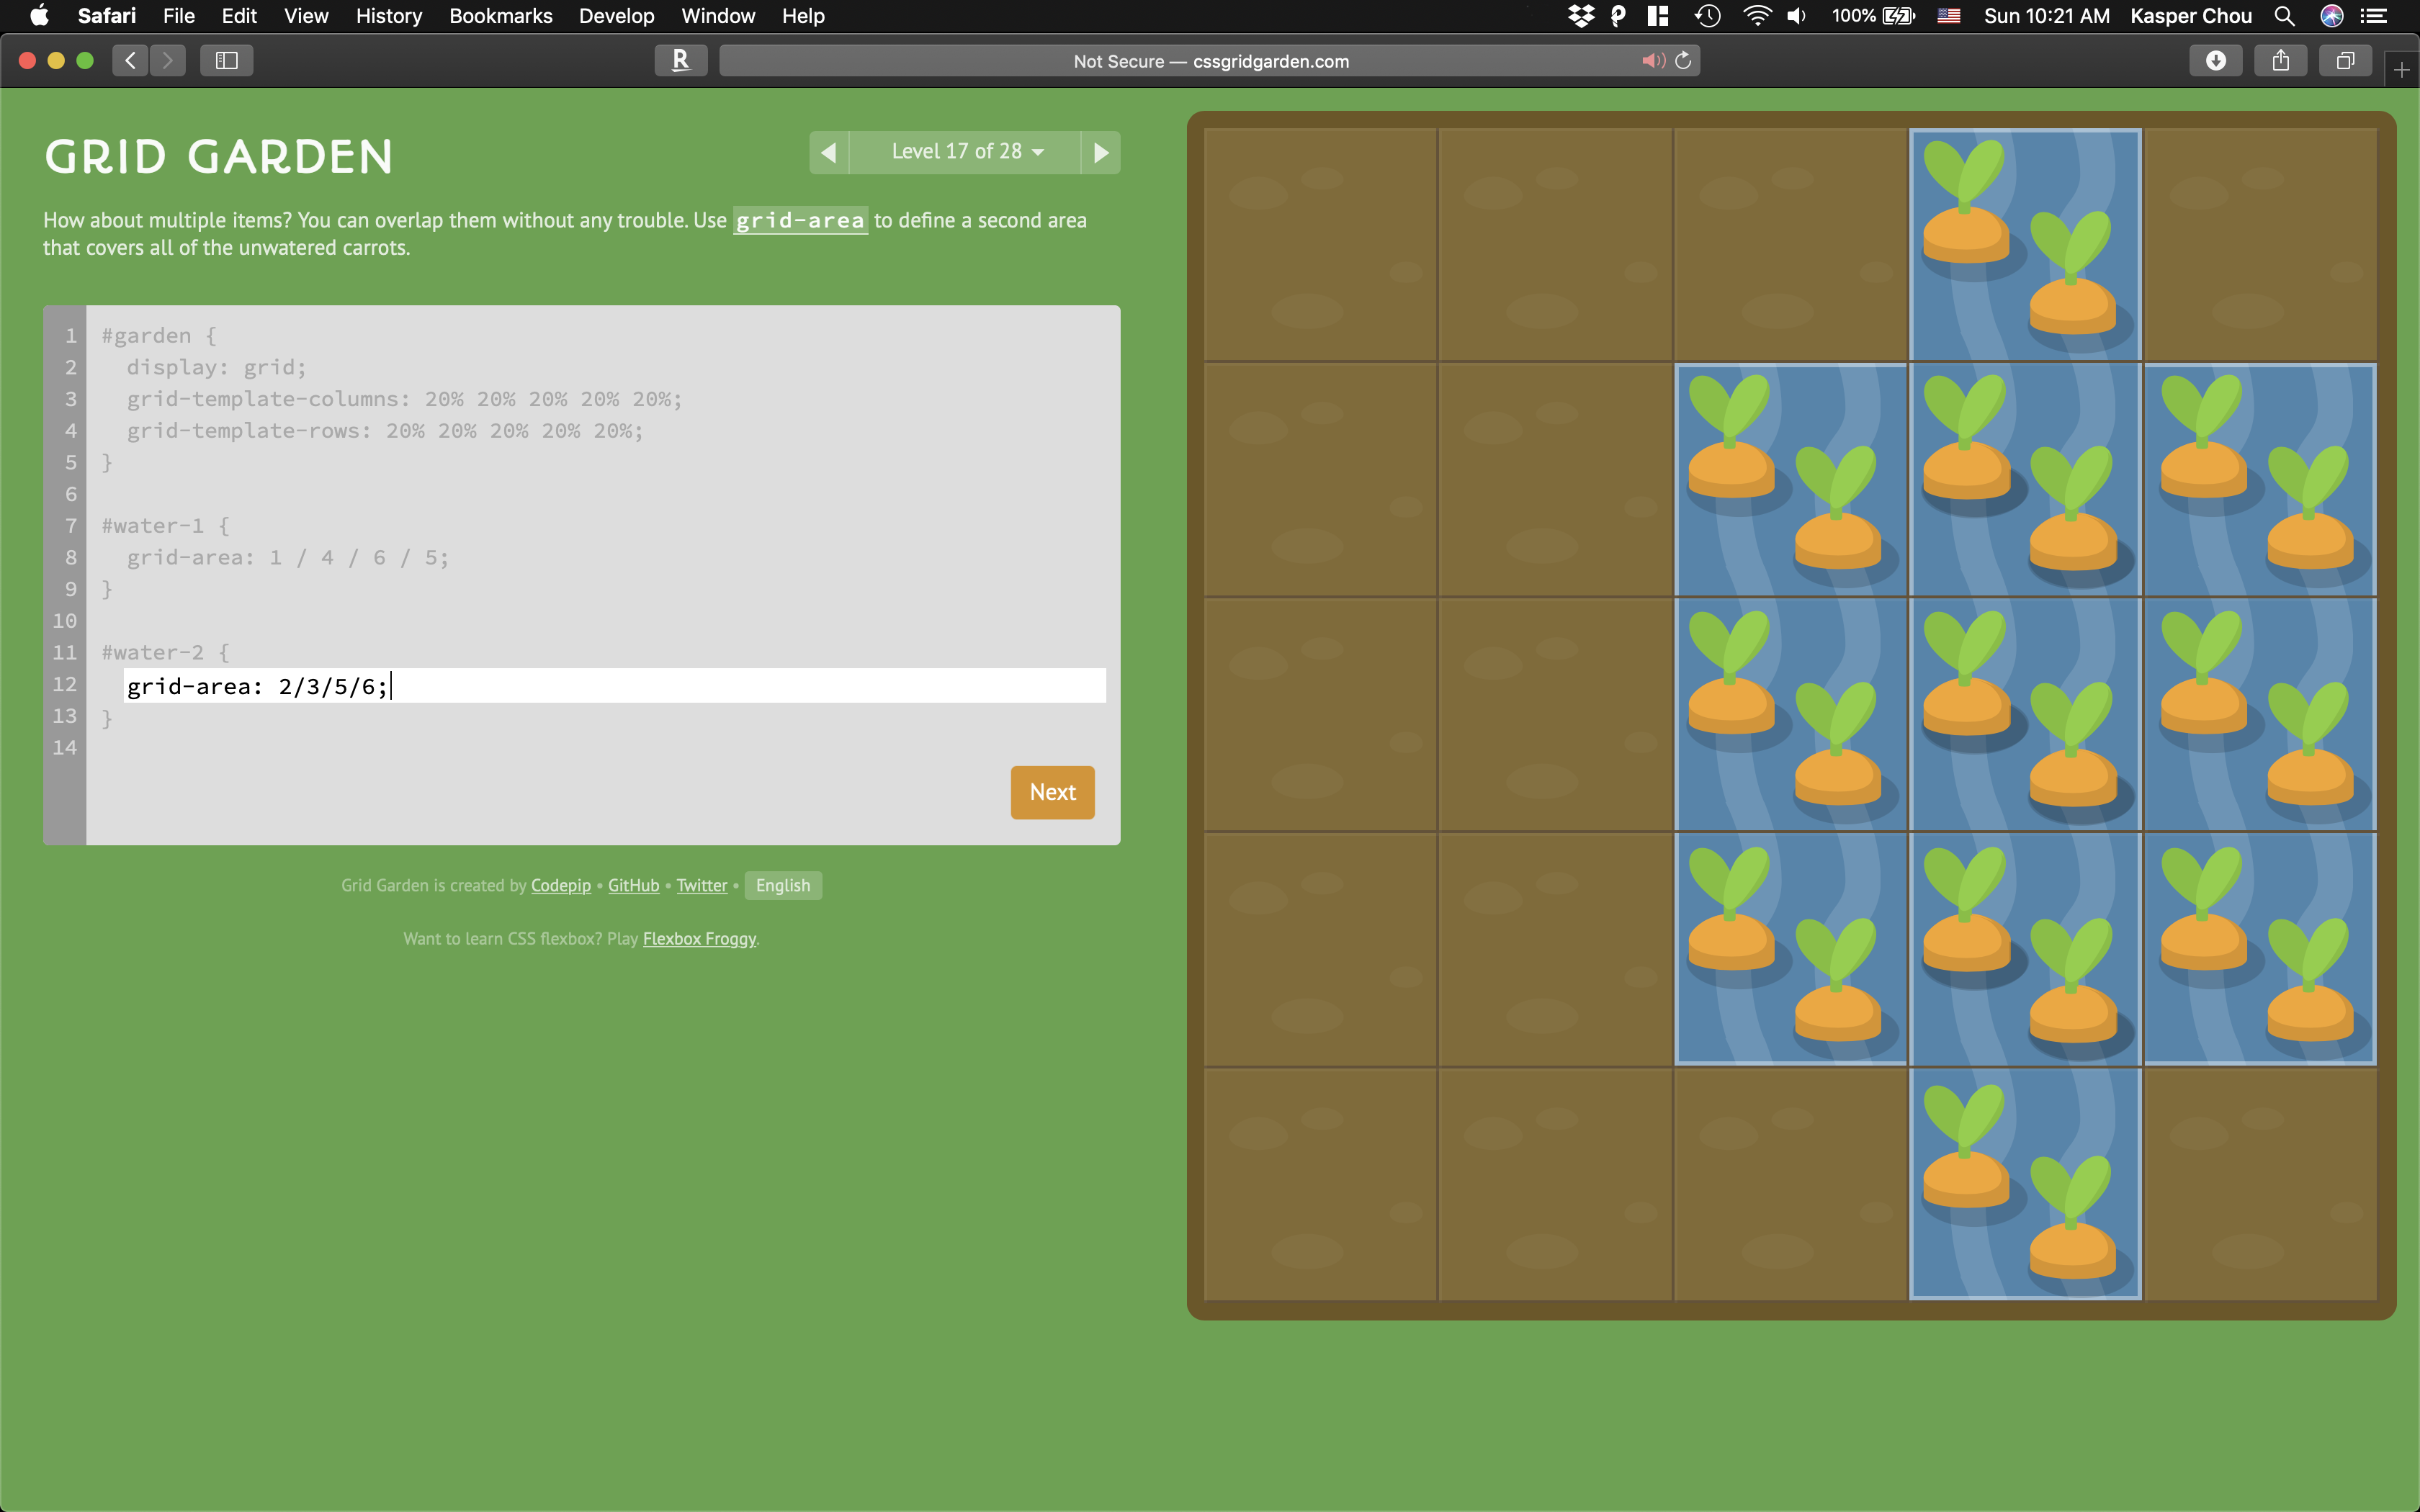 Safari File Edit View History Bookmarks Develop Window Help 100% Sun 10:21 AM Kasper Chou
R Not Secure — cssgridgarden.com
GRID GARDEN
Level 17 of 28
How about multiple items? You can overlap them without any trouble. Use grid-area to define a second area
that covers all of the unwatered carrots.
1 #garden {
2 display: grid;
3 grid-template-columns: 20% 20% 20% 20% 20%;
4 grid-template-rows: 20% 20% 20% 20% 20%;
5 }
6
7 #water-1 {
8 grid-area: 1 / 4 / 6 / 5;
9 }
10
11 #water-2 {
12 grid-area: 2/3/5/6;
13 }
14
Next
Grid Garden is created by Codepip • GitHub • Twitter • English
Want to learn CSS flexbox? Play Flexbox Froggy.